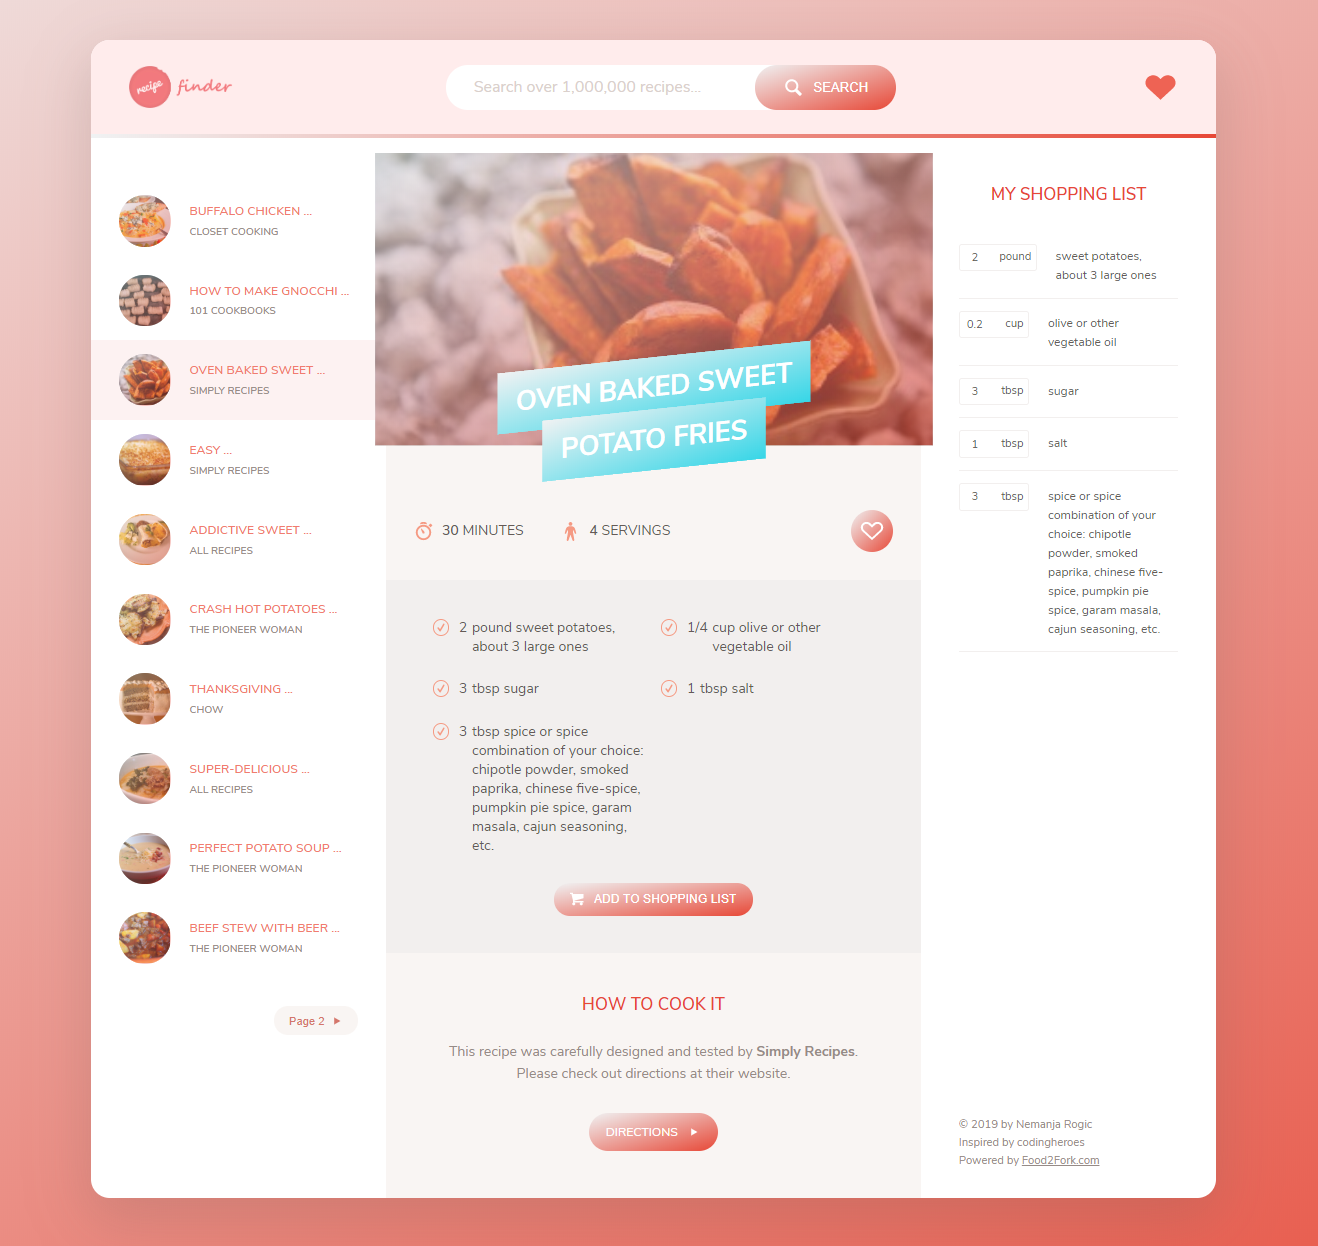 recipe finder
Search over 1,000,000 recipes...
SEARCH
BUFFALO CHICKEN ...
CLOSET COOKING
HOW TO MAKE GNOCCHI ...
101 COOKBOOKS
OVEN BAKED SWEET ...
SIMPLY RECIPES
EASY ...
SIMPLY RECIPES
ADDICTIVE SWEET ...
ALL RECIPES
CRASH HOT POTATOES ...
THE PIONEER WOMAN
THANKSGIVING ...
CHOW
SUPER-DELICIOUS ...
ALL RECIPES
PERFECT POTATO SOUP ...
THE PIONEER WOMAN
BEEF STEW WITH BEER ...
THE PIONEER WOMAN
Page 2
OVEN BAKED SWEET
POTATO FRIES
30 MINUTES
4 SERVINGS
2 pound sweet potatoes,
about 3 large ones
1/4 cup olive or other
vegetable oil
3 tbsp sugar
1 tbsp salt
3 tbsp spice or spice
combination of your choice:
chipotle powder, smoked
paprika, chinese five-spice,
pumpkin pie spice, garam
masala, cajun seasoning,
etc.
ADD TO SHOPPING LIST
HOW TO COOK IT
This recipe was carefully designed and tested by Simply Recipes.
Please check out directions at their website.
DIRECTIONS
MY SHOPPING LIST
2 pound sweet potatoes,
about 3 large ones
0.2 cup olive or other
vegetable oil
3 tbsp sugar
1 tbsp salt
3 tbsp spice or spice
combination of your
choice: chipotle
powder, smoked
paprika, chinese five-
spice, pumpkin pie
spice, garam masala,
cajun seasoning, etc.
© 2019 by Nemanja Rogic
Inspired by codingheroes
Powered by Food2Fork.com